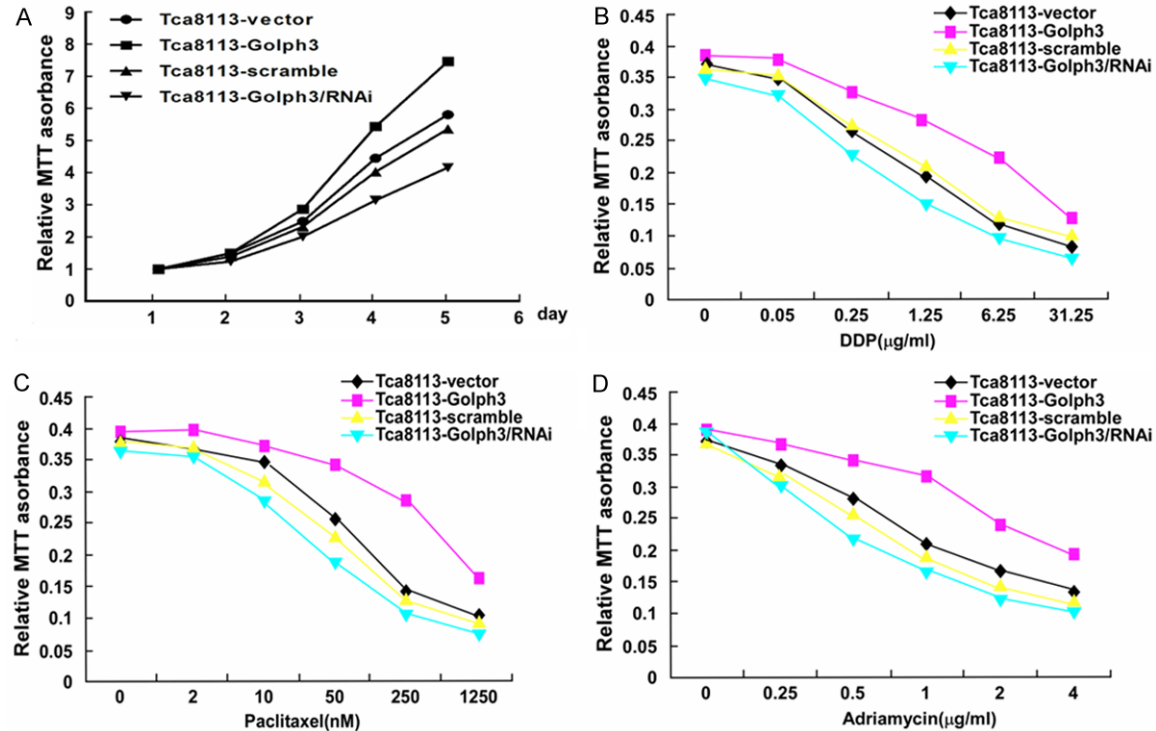 A
Tca8113-vector
Tca8113-Golph3
Tca8113-scramble
Tca8113-Golph3/RNAi
Relative MTT asorbance
9
8
7
6
5
4
3
2
1
0
1 2 3 4 5 6 day
B
Tca8113-vector
Tca8113-Golph3
Tca8113-scramble
Tca8113-Golph3/RNAi
Relative MTT asorbance
0.45
0.4
0.35
0.3
0.25
0.2
0.15
0.1
0.05
0
0 0.05 0.25 1.25 6.25 31.25
DDP(μg/ml)
C
Tca8113-vector
Tca8113-Golph3
Tca8113-scramble
Tca8113-Golph3/RNAi
Relative MTT asorbance
0.45
0.4
0.35
0.3
0.25
0.2
0.15
0.1
0.05
0
0 2 10 50 250 1250
Paclitaxel(nM)
D
Tca8113-vector
Tca8113-Golph3
Tca8113-scramble
Tca8113-Golph3/RNAi
Relative MTT asorbance
0.45
0.4
0.35
0.3
0.25
0.2
0.15
0.1
0.05
0
0 0.25 0.5 1 2 4
Adriamycin(μg/ml)